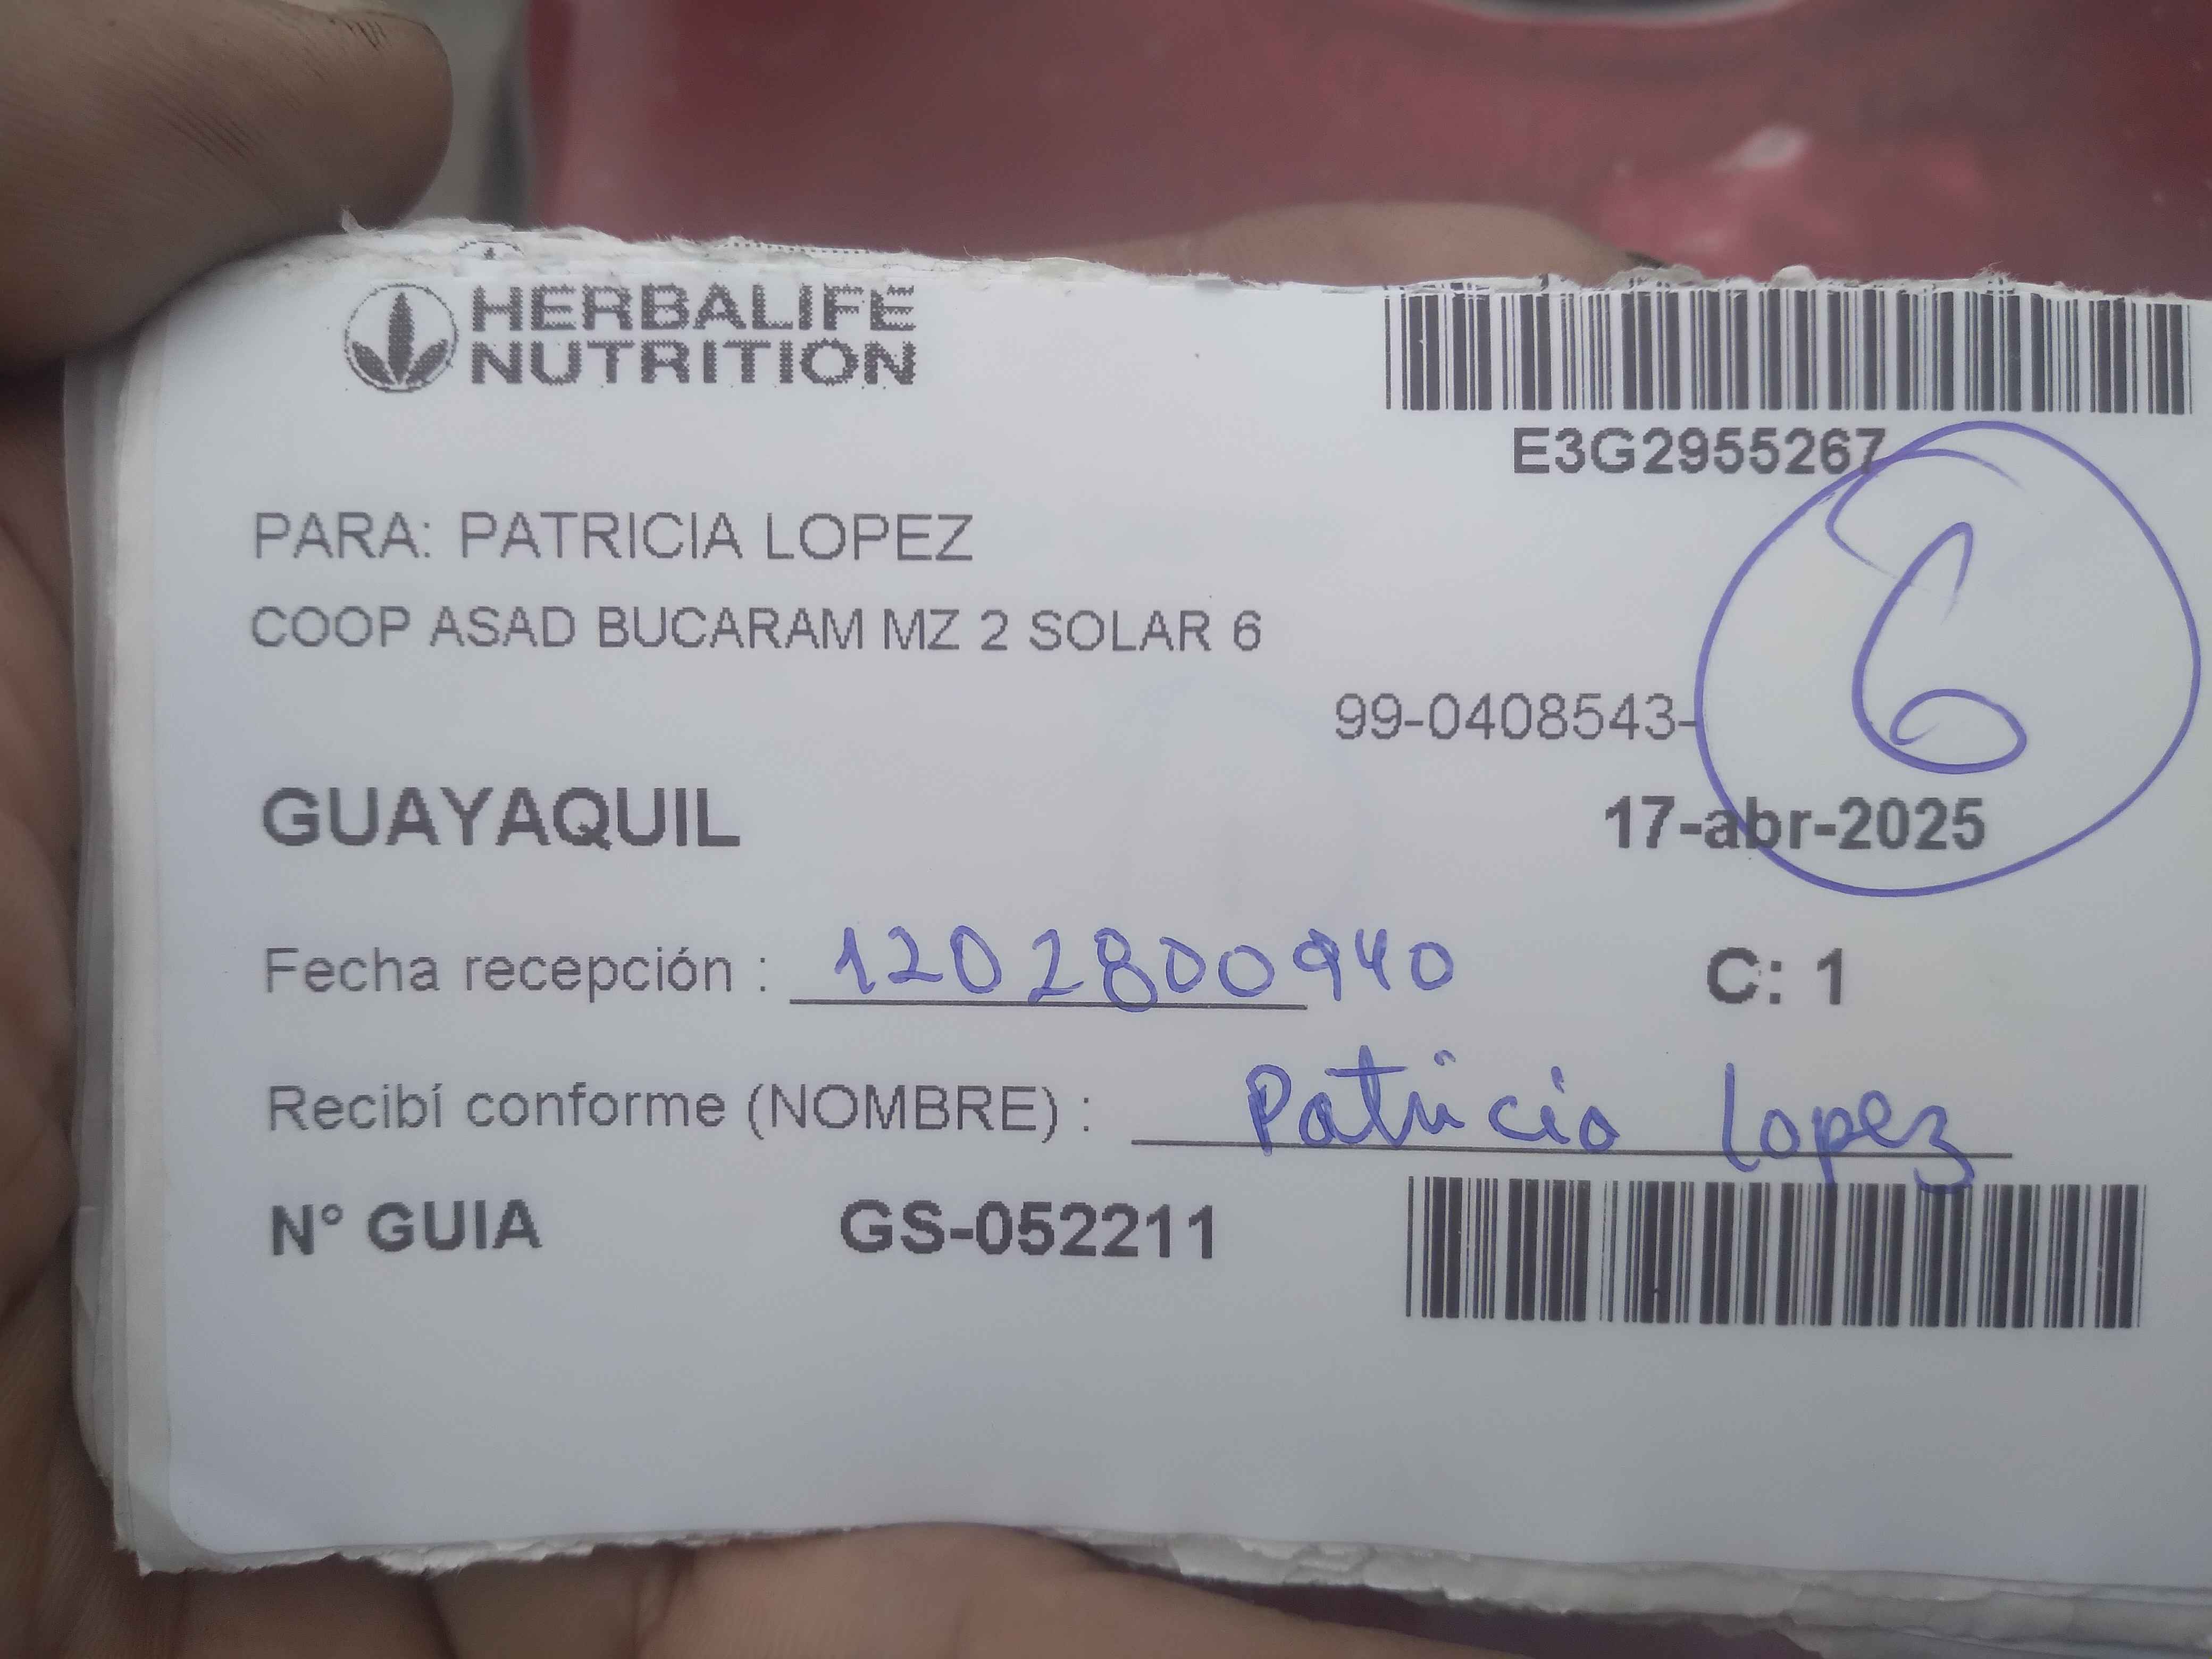 HERBALIFE
NUTRITION
E3G2955267
PARA: PATRICIA LOPEZ
COOP ASAD BUCARAM MZ 2 SOLAR 6
6
99-0408543-
GUAYAQUIL
17-abr-2025
Fecha recepción : 1202800940
C: 1
Recibí conforme (NOMBRE) : Patricia Lopez
N° GUIA GS-052211